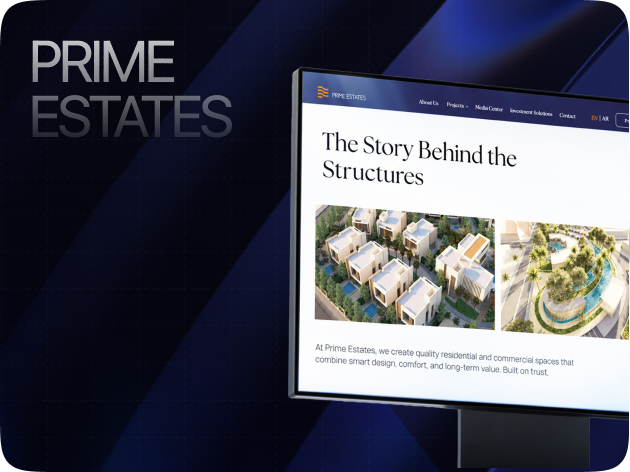 PRIME
ESTATES
PRIME ESTATES
About Us
Projects
Media Center
Investment Solutions
Contact
EN | AR
The Story Behind the
Structures
At Prime Estates, we create quality residential and commercial spaces that
combine smart design, comfort, and long-term value. Built on trust.